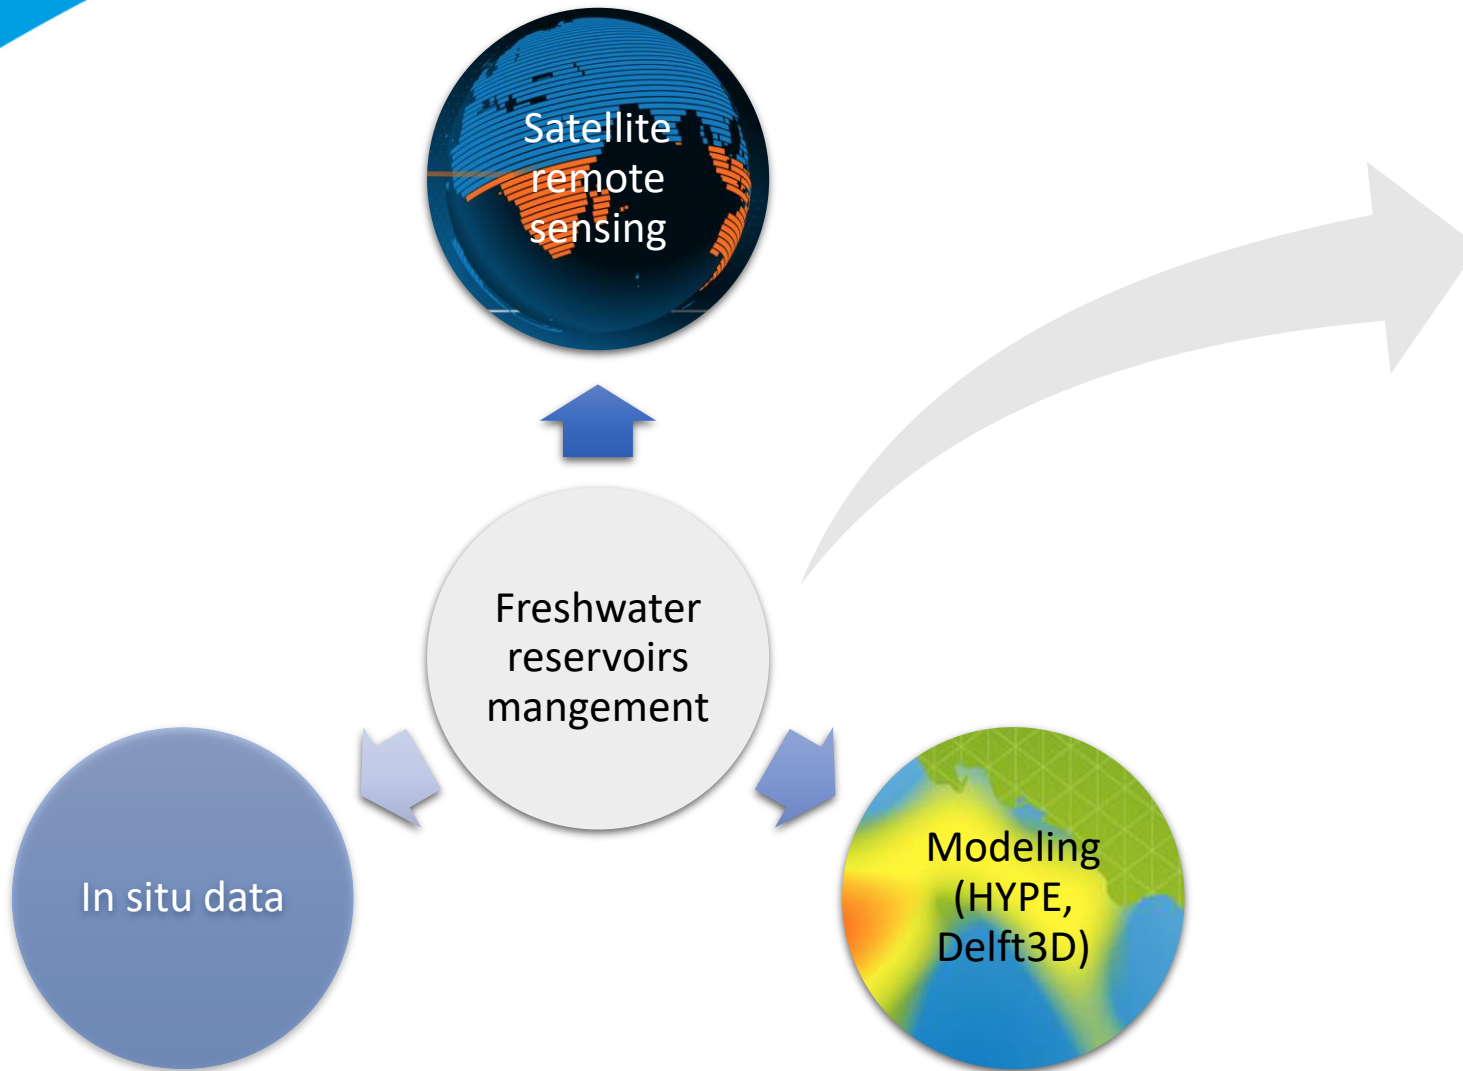 Satellite
remote
sensing
Freshwater
reservoirs
mangement
In situ data
Modeling
(HYPE,
Delft3D)